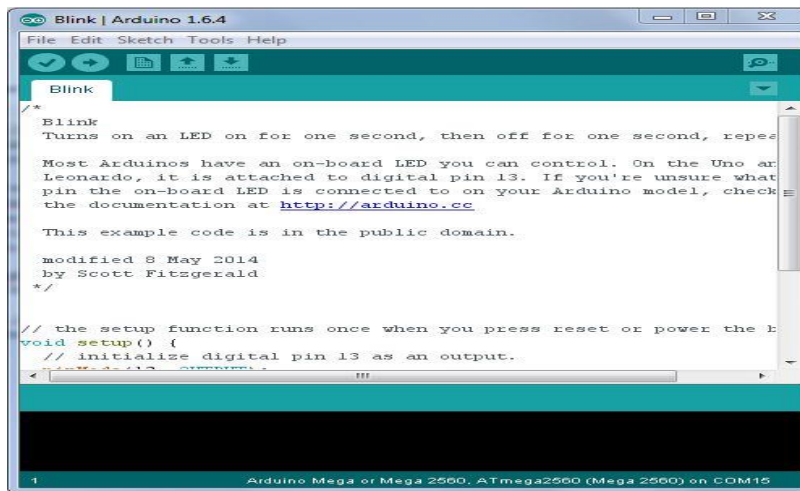 Blink | Arduino 1.6.4
File Edit Sketch Tools Help
Blink
/*
Blink
Turns on an LED on for one second, then off for one second, repea
Most Arduinos have an on-board LED you can control. On the Uno an
Leonardo, it is attached to digital pin 13. If you're unsure what
pin the on-board LED is connected to on your Arduino model, check
the documentation at http://arduino.cc
This example code is in the public domain.
modified 8 May 2014
by Scott Fitzgerald
*/
// the setup function runs once when you press reset or power the b
void setup() {
// initialize digital pin 13 as an output.
pinMode(13, OUTPUT);
1
Arduino Mega or Mega 2560, ATmega2560 (Mega 2560) on COM15